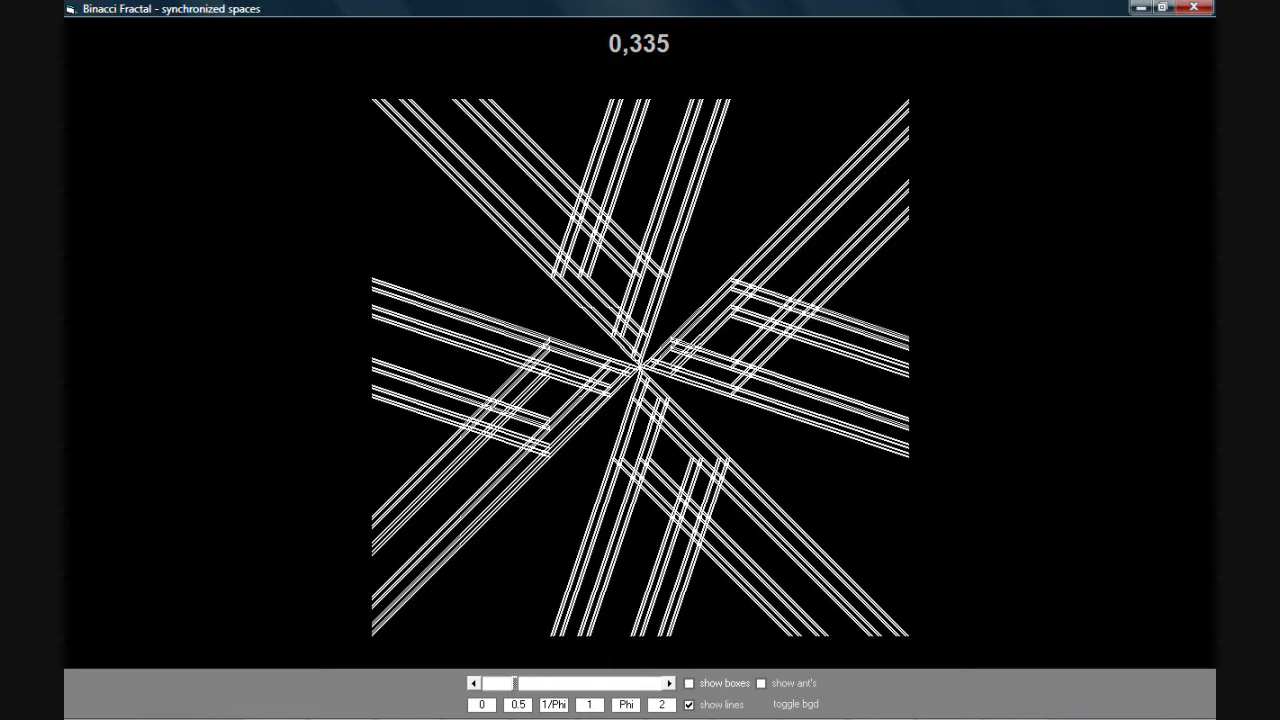 Binacci Fractal - synchronized spaces
0,335
show boxes show ant's
0 0.5 1/Phi 1 Phi 2 show lines toggle bgd